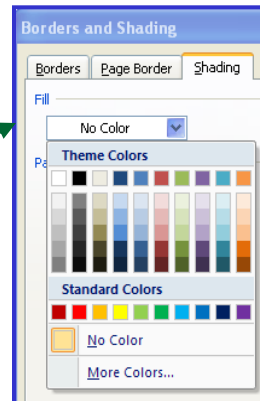 Borders and Shading
Borders Page Border Shading
Fill
No Color
Theme Colors
Standard Colors
No Color
More Colors...